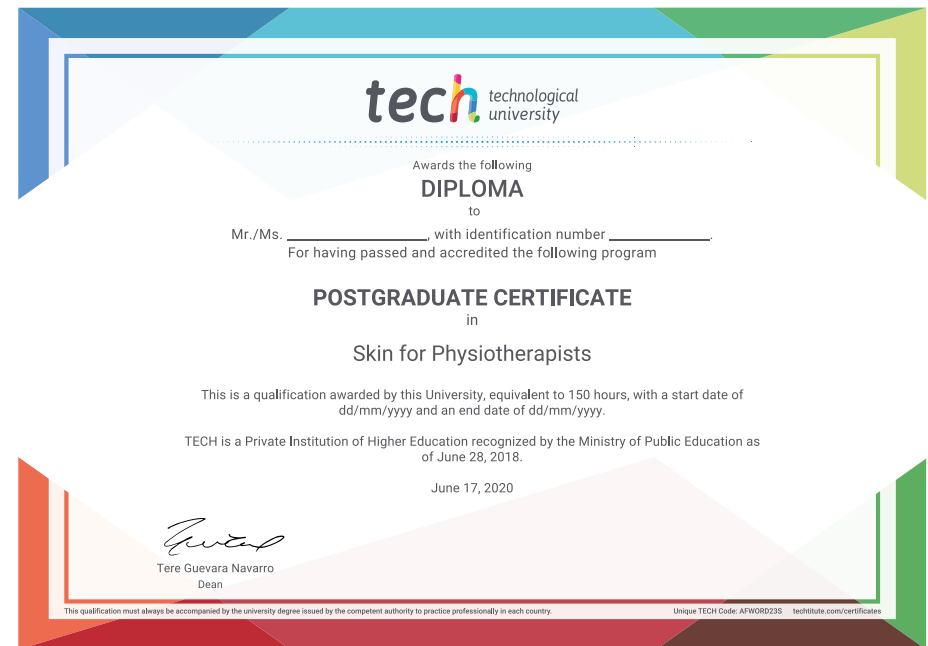 tech technological
university
Awards the following
DIPLOMA
to
Mr./Ms. ____________________, with identification number ______________.
For having passed and accredited the following program
POSTGRADUATE CERTIFICATE
in
Skin for Physiotherapists
This is a qualification awarded by this University, equivalent to 150 hours, with a start date of
dd/mm/yyyy and an end date of dd/mm/yyyy.
TECH is a Private Institution of Higher Education recognized by the Ministry of Public Education as
of June 28, 2018.
June 17, 2020
Tere Guevara Navarro
Dean
This qualification must always be accompanied by the university degree issued by the competent authority to practice professionally in each country.
Unique TECH Code: AFWORD23S techtitute.com/certificates